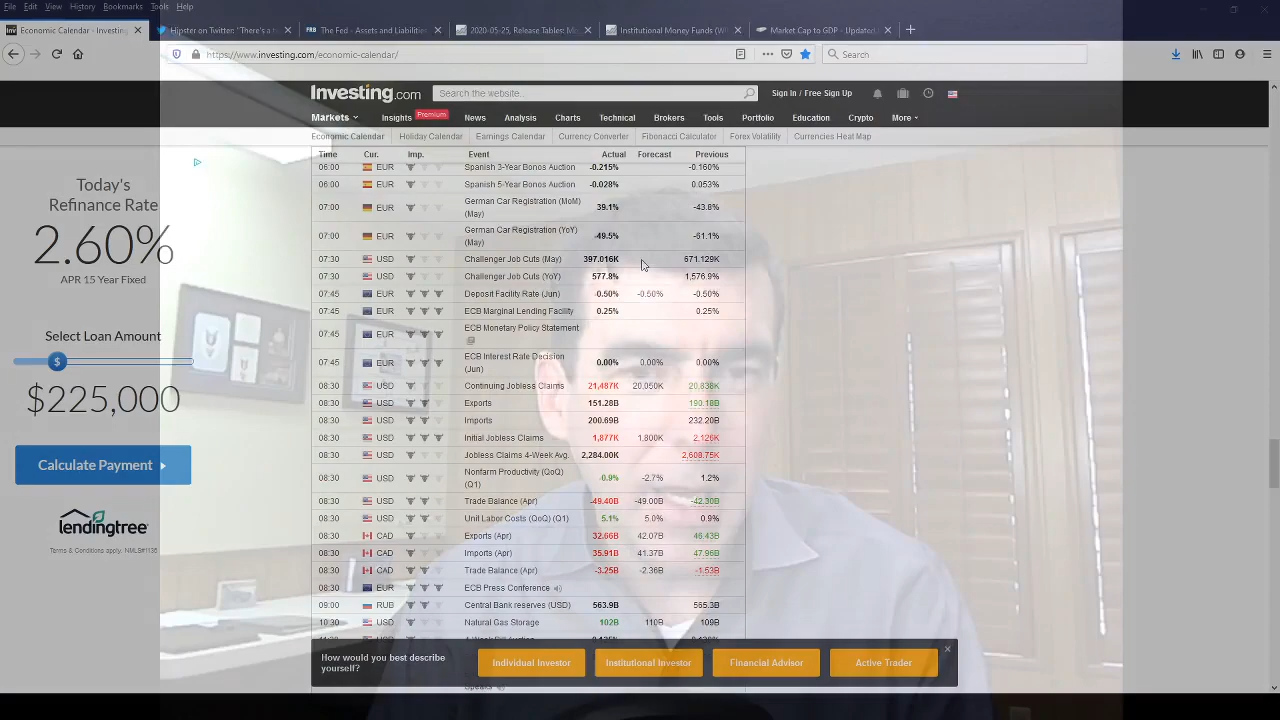 File Edit View History Bookmarks Tools Help
Economic Calendar - Investing
Hipster on Twitter: "There's a
The Fed - Assets and Liabilities
2020-05-25, Release Tables: M
Institutional Money Funds (W
Market Cap to GDP - Updated
https://www.investing.com/economic-calendar/
Search
Investing.com
Search the website...
Sign In / Free Sign Up
Markets
Insights
Premium
News
Analysis
Charts
Technical
Brokers
Tools
Portfolio
Education
Crypto
More
Economic Calendar
Holiday Calendar
Earnings Calendar
Currency Converter
Fibonacci Calculator
Forex Volatility
Currencies Heat Map
Time Cur. Imp. Event Actual Forecast Previous
06:00 EUR Spanish 3-Year Bonos Auction -0.215% -0.160%
06:00 EUR Spanish 5-Year Bonos Auction -0.028% 0.053%
07:00 EUR German Car Registration (MoM) (May) 39.1% -43.8%
07:00 EUR German Car Registration (YoY) (May) -49.5% -61.1%
07:30 USD Challenger Job Cuts (May) 397.016K 671.129K
07:30 USD Challenger Job Cuts (YoY) 577.8% 1,576.9%
07:45 EUR Deposit Facility Rate (Jun) -0.50% -0.50% -0.50%
07:45 EUR ECB Marginal Lending Facility 0.25% 0.25%
07:45 EUR ECB Monetary Policy Statement
07:45 EUR ECB Interest Rate Decision (Jun) 0.00% 0.00% 0.00%
08:30 USD Continuing Jobless Claims 21,487K 20,050K 20,838K
08:30 USD Exports 151.28B 190.18B
08:30 USD Imports 200.69B 232.20B
08:30 USD Initial Jobless Claims 1,877K 1,800K 2,126K
08:30 USD Jobless Claims 4-Week Avg. 2,284.00K 2,608.75K
08:30 USD Nonfarm Productivity (QoQ) (Q1) -0.9% -2.7% 1.2%
08:30 USD Trade Balance (Apr) -49.40B -49.00B -42.30B
08:30 USD Unit Labor Costs (QoQ) (Q1) 5.1% 5.0% 0.9%
08:30 CAD Exports (Apr) 32.66B 42.07B 46.43B
08:30 CAD Imports (Apr) 35.91B 41.37B 47.96B
08:30 CAD Trade Balance (Apr) -3.25B -2.36B -1.53B
08:30 EUR ECB Press Conference
09:00 RUB Central Bank reserves (USD) 563.9B 565.3B
10:30 USD Natural Gas Storage 102B 110B 109B
Today's
Refinance Rate
2.60%
APR 15 Year Fixed
Select Loan Amount
$
$225,000
Calculate Payment
lendingtree
Terms & Conditions apply. NMLS#1136
How would you best describe
yourself?
Individual Investor
Institutional Investor
Financial Advisor
Active Trader